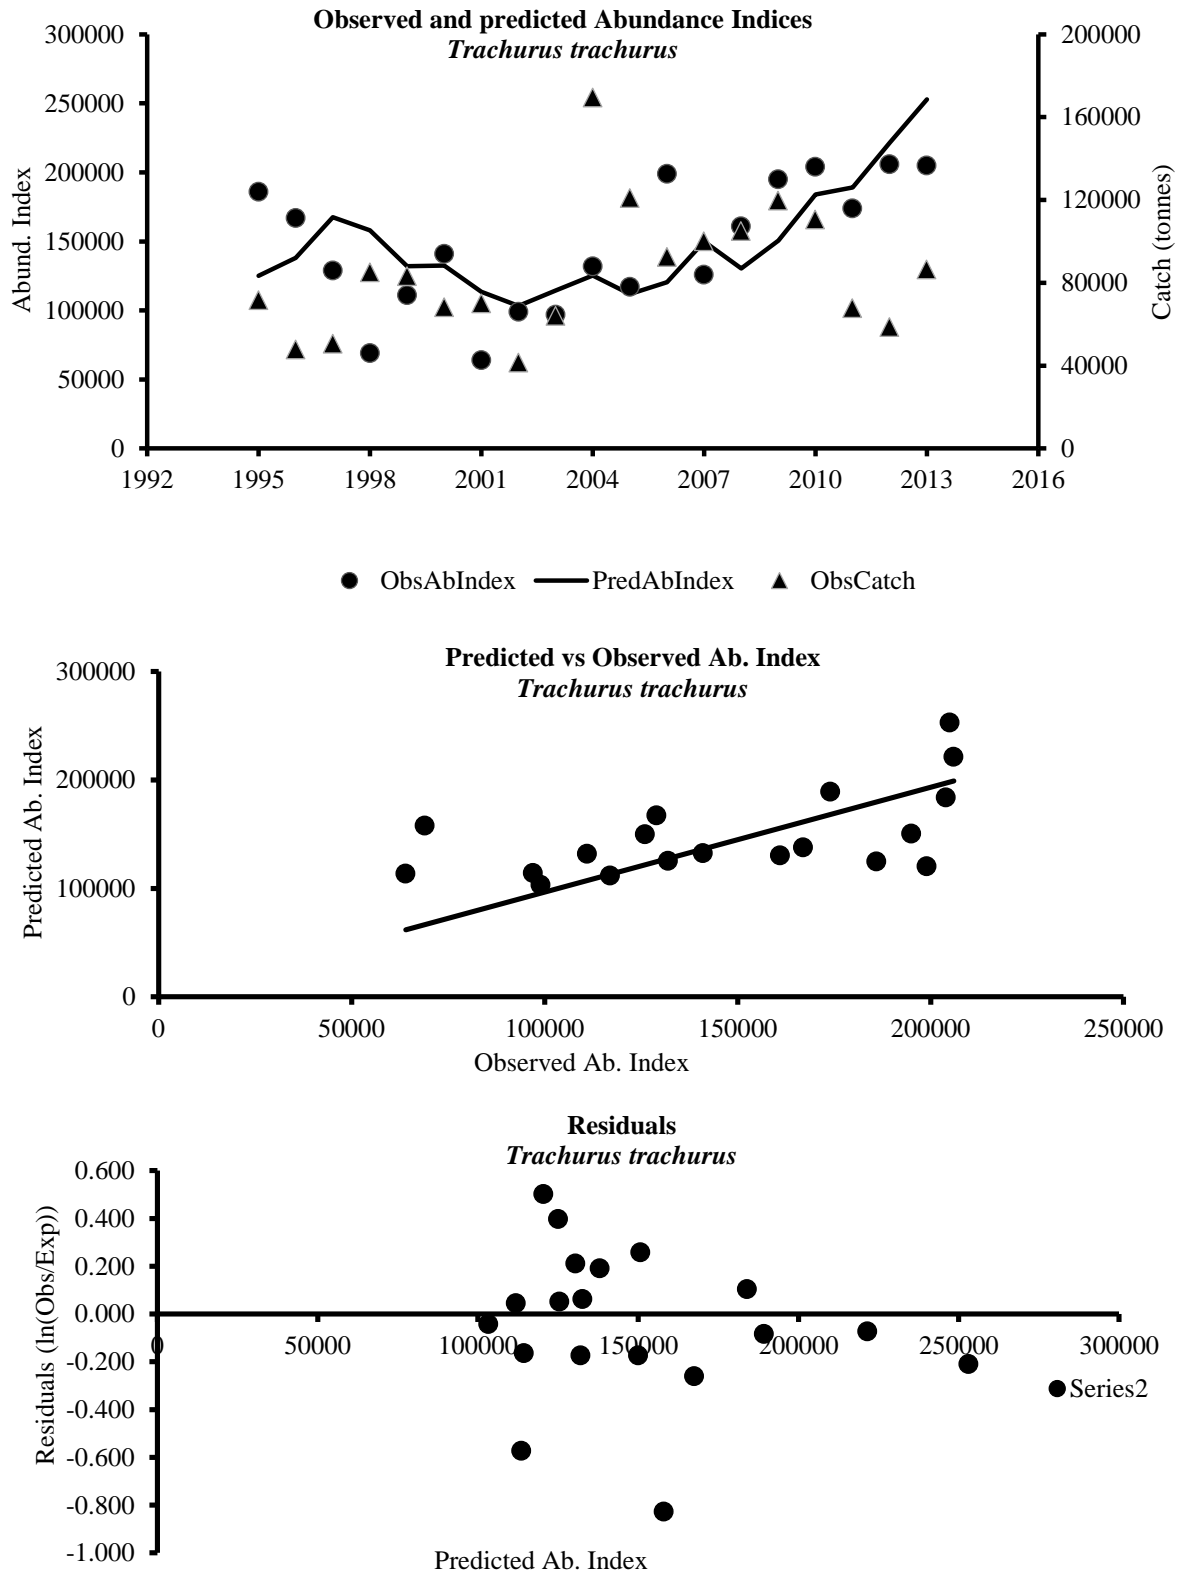 Observed and predicted Abundance Indices
Trachurus trachurus
300000
250000
200000
150000
100000
50000
0
Abund. Index
200000
160000
120000
80000
40000
0
Catch (tonnes)
1992 1995 1998 2001 2004 2007 2010 2013 2016
ObsAbIndex PredAbIndex ObsCatch
Predicted vs Observed Ab. Index
Trachurus trachurus
300000
200000
100000
0
Predicted Ab. Index
0 50000 100000 150000 200000 250000
Observed Ab. Index
Residuals
Trachurus trachurus
0.600
0.400
0.200
0.000
-0.200
-0.400
-0.600
-0.800
-1.000
Residuals (ln(Obs/Exp))
0 50000 100000 150000 200000 250000 300000
Series2
Predicted Ab. Index